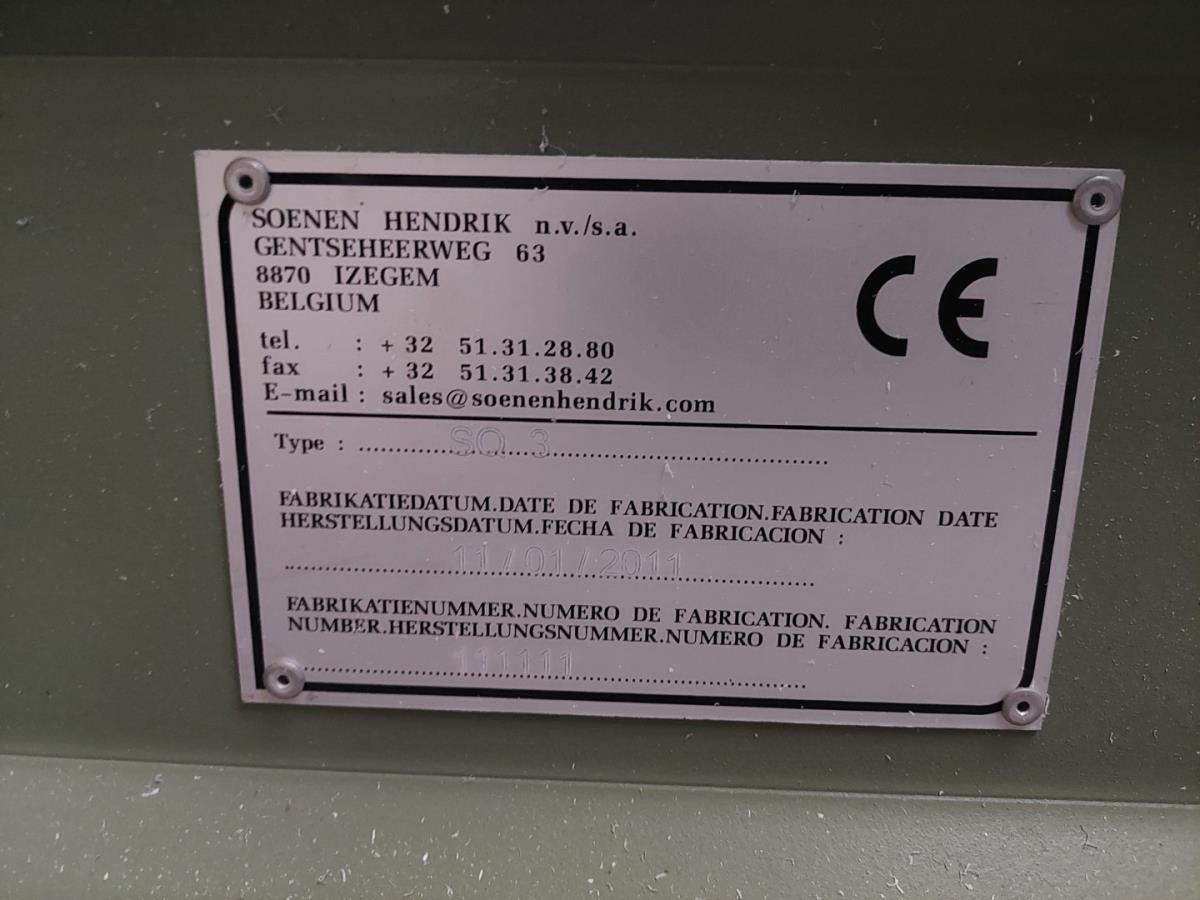 SOENEN HENDRIK n.v./s.a.
GENTSEHEERWEG 63
8870 IZEGEM
BELGIUM
CE
tel. : + 32 51.31.28.80
fax : + 32 51.31.38.42
E-mail : sales@soenenhendrik.com
Type : SQ 3
FABRIKATIEDATUM.DATE DE FABRICATION.FABRICATION DATE
HERSTELLUNGSDATUM.FECHA DE FABRICACION :
11/01/2011
FABRIKATIENUMMER.NUMERO DE FABRICATION. FABRICATION
NUMBER.HERSTELLUNGSNUMMER.NUMERO DE FABRICACION :
111111